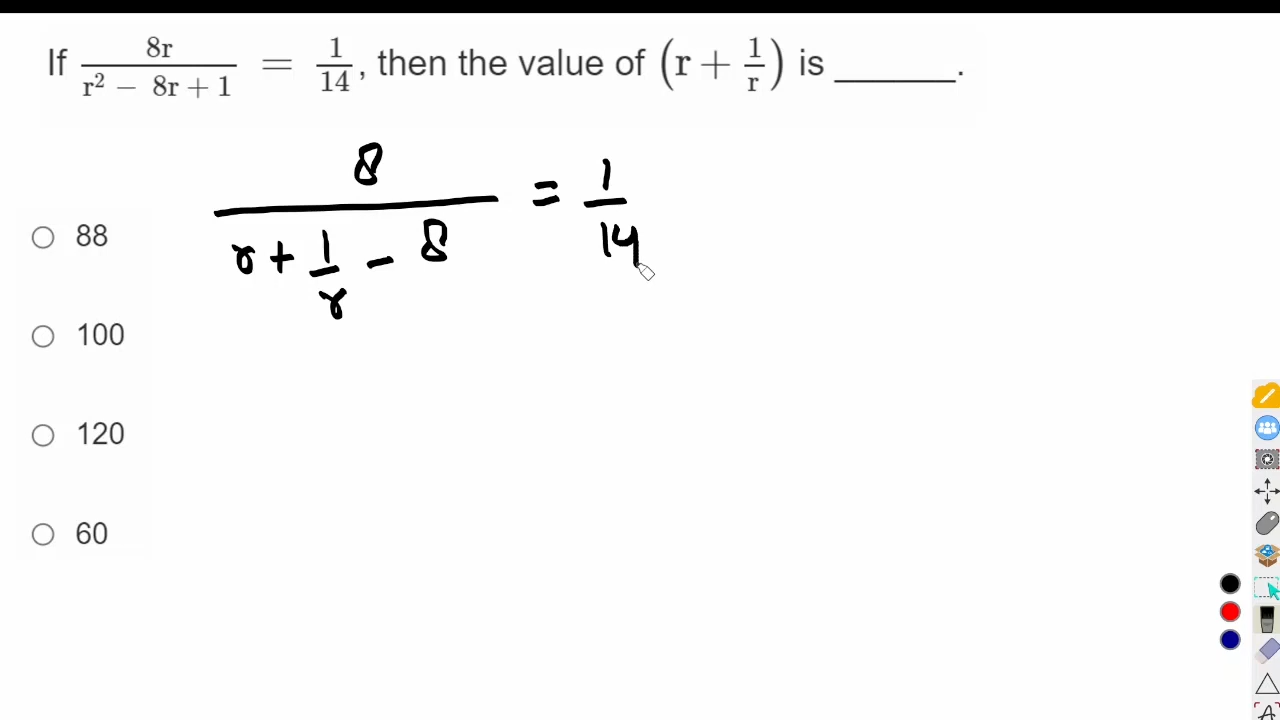 If 8r / (r² − 8r + 1) = 1/14, then the value of (r + 1/r) is ______.
8 / (r + 1/r − 8) = 1/14
88
100
120
60